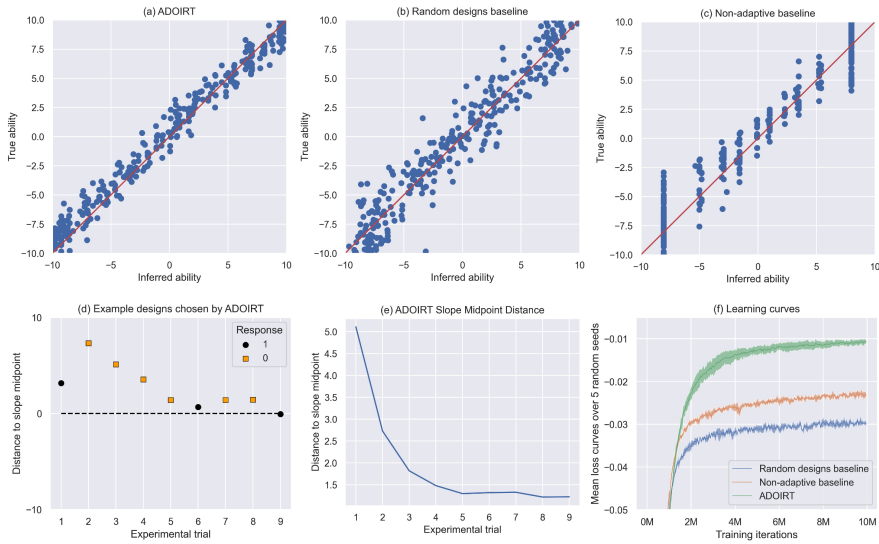 (a) ADOIRT
10.0
7.5
5.0
2.5
0.0
−2.5
−5.0
−7.5
−10.0
True ability
−10 −5 0 5 10
Inferred ability
(b) Random designs baseline
10.0
7.5
5.0
2.5
0.0
−2.5
−5.0
−7.5
−10.0
True ability
−10 −5 0 5 10
Inferred ability
(c) Non-adaptive baseline
10.0
7.5
5.0
2.5
0.0
−2.5
−5.0
−7.5
−10.0
True ability
−10 −5 0 5 10
Inferred ability
(d) Example designs chosen by ADOIRT
10
0
−10
Distance to slope midpoint
Response
1
0
1 2 3 4 5 6 7 8 9
Experimental trial
(e) ADOIRT Slope Midpoint Distance
5.0
4.5
4.0
3.5
3.0
2.5
2.0
1.5
Distance to slope midpoint
1 2 3 4 5 6 7 8 9
Experimental trial
(f) Learning curves
−0.01
−0.02
−0.03
−0.04
−0.05
Mean loss curves over 5 random seeds
Random designs baseline
Non-adaptive baseline
ADOIRT
0M 2M 4M 6M 8M 10M
Training iterations